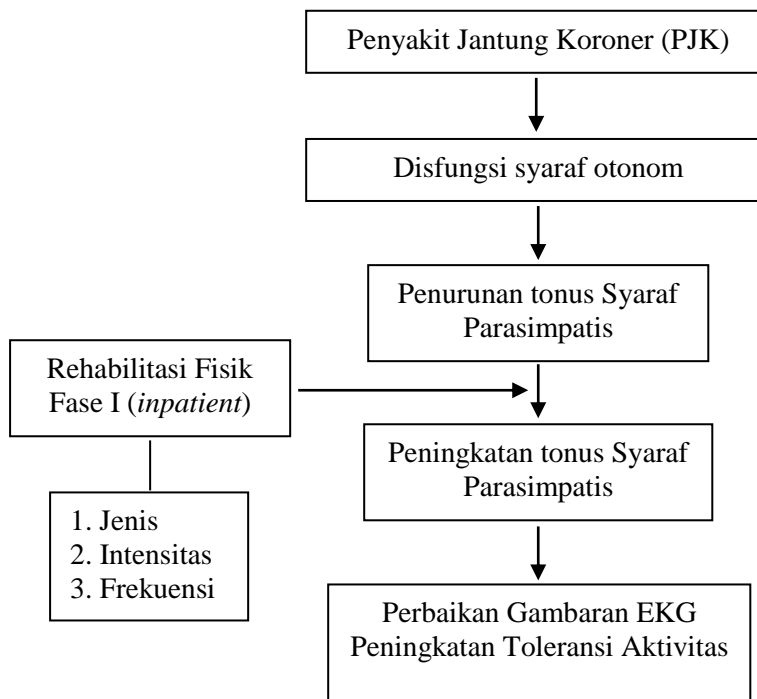 Penyakit Jantung Koroner (PJK)
Disfungsi syaraf otonom
Penurunan tonus Syaraf
Parasimpatis
Rehabilitasi Fisik
Fase I (inpatient)
Peningkatan tonus Syaraf
Parasimpatis
1. Jenis
2. Intensitas
3. Frekuensi
Perbaikan Gambaran EKG
Peningkatan Toleransi Aktivitas